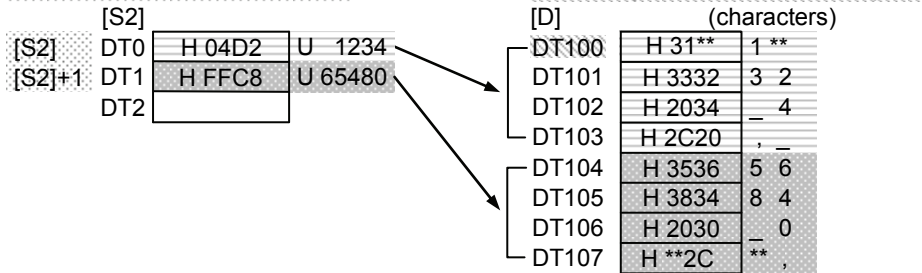 [S2] [D] (characters)
[S2] DT0 H 04D2 U 1234 DT100 H 31** 1 **
[S2]+1 DT1 H FFC8 U 65480 DT101 H 3332 3 2
DT2 DT102 H 2034 _ 4
DT103 H 2C20 , _
DT104 H 3536 5 6
DT105 H 3834 8 4
DT106 H 2030 _ 0
DT107 H **2C ** ,